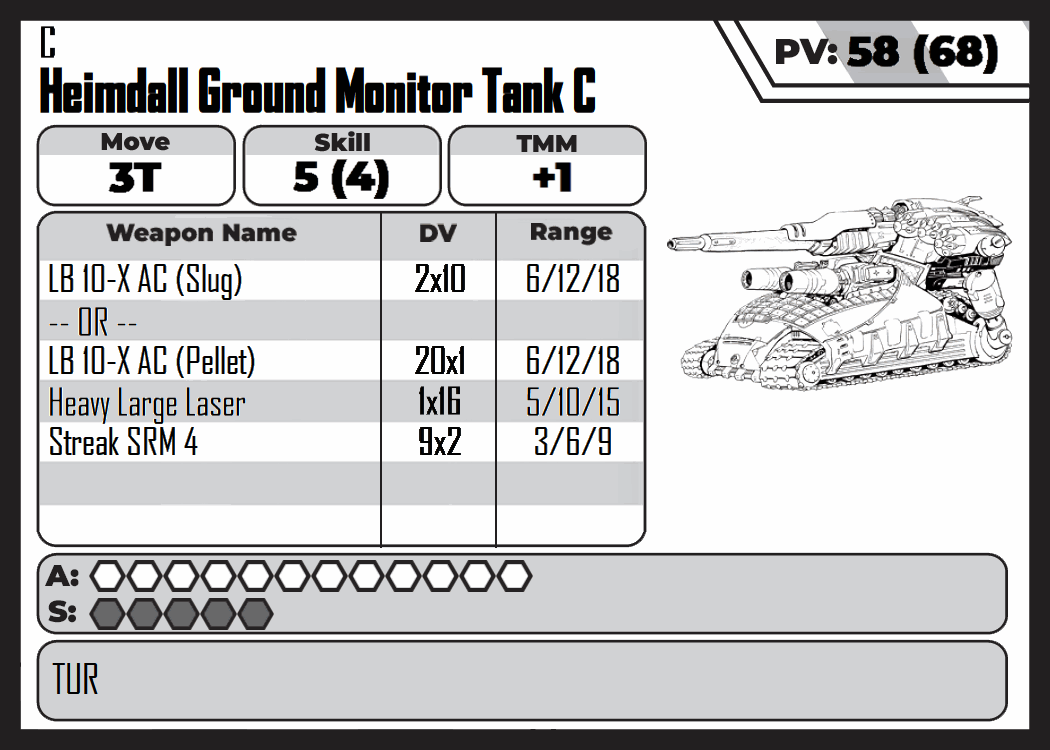 C
PV: 58 (68)
Heimdall Ground Monitor Tank C
Move Skill TMM
3T 5 (4) +1
Weapon Name DV Range
LB 10-X AC (Slug) 2x10 6/12/18
-- OR --
LB 10-X AC (Pellet) 20x1 6/12/18
Heavy Large Laser 1x16 5/10/15
Streak SRM 4 9x2 3/6/9
A:
S:
TUR